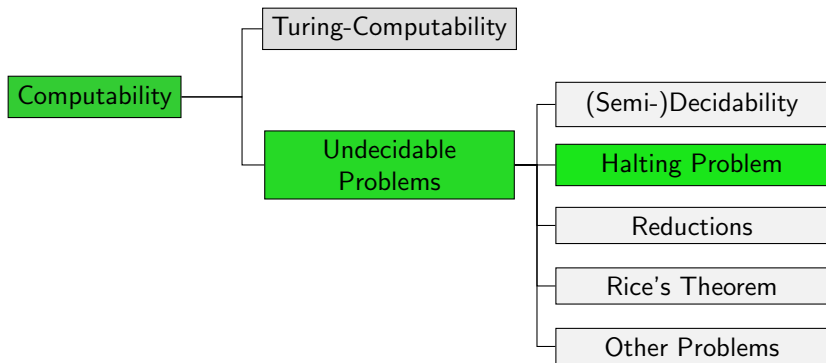 Turing-Computability
Computability
(Semi-)Decidability
Undecidable
Problems
Halting Problem
Reductions
Rice's Theorem
Other Problems